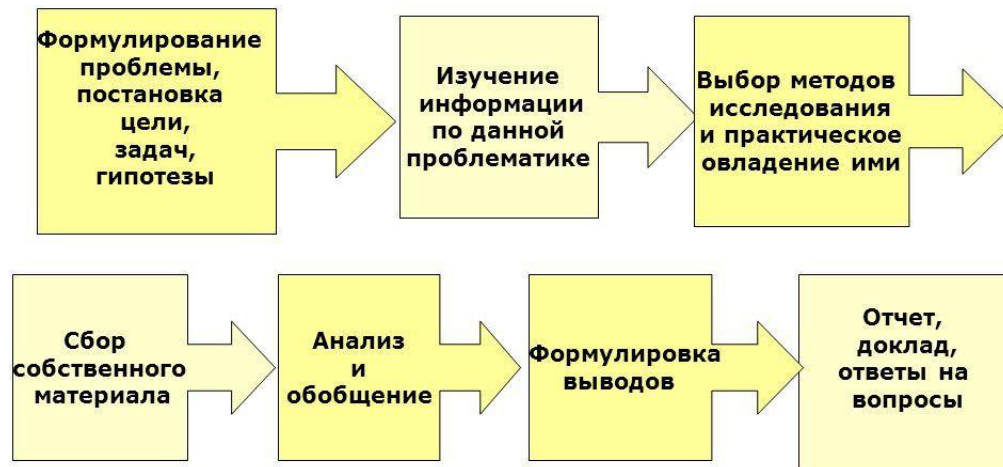 Формулирование
проблемы,
постановка
цели,
задач,
гипотезы
Изучение
информации
по данной
проблематике
Выбор методов
исследования
и практическое
овладение ими
Сбор
собственного
материала
Анализ
и
обобщение
Формулировка
выводов
Отчет,
доклад,
ответы на
вопросы